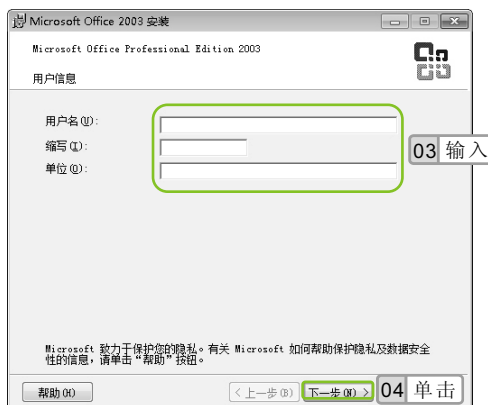 Microsoft Office 2003 安装
Microsoft Office Professional Edition 2003
用户信息
用户名(U):
缩写(I):
单位(O):
03 输入
Microsoft 致力于保护您的隐私。有关 Microsoft 如何帮助保护隐私及数据安全
性的信息，请单击“帮助”按钮。
帮助(H)
<上一步(B)
下一步(N) >
04 单击